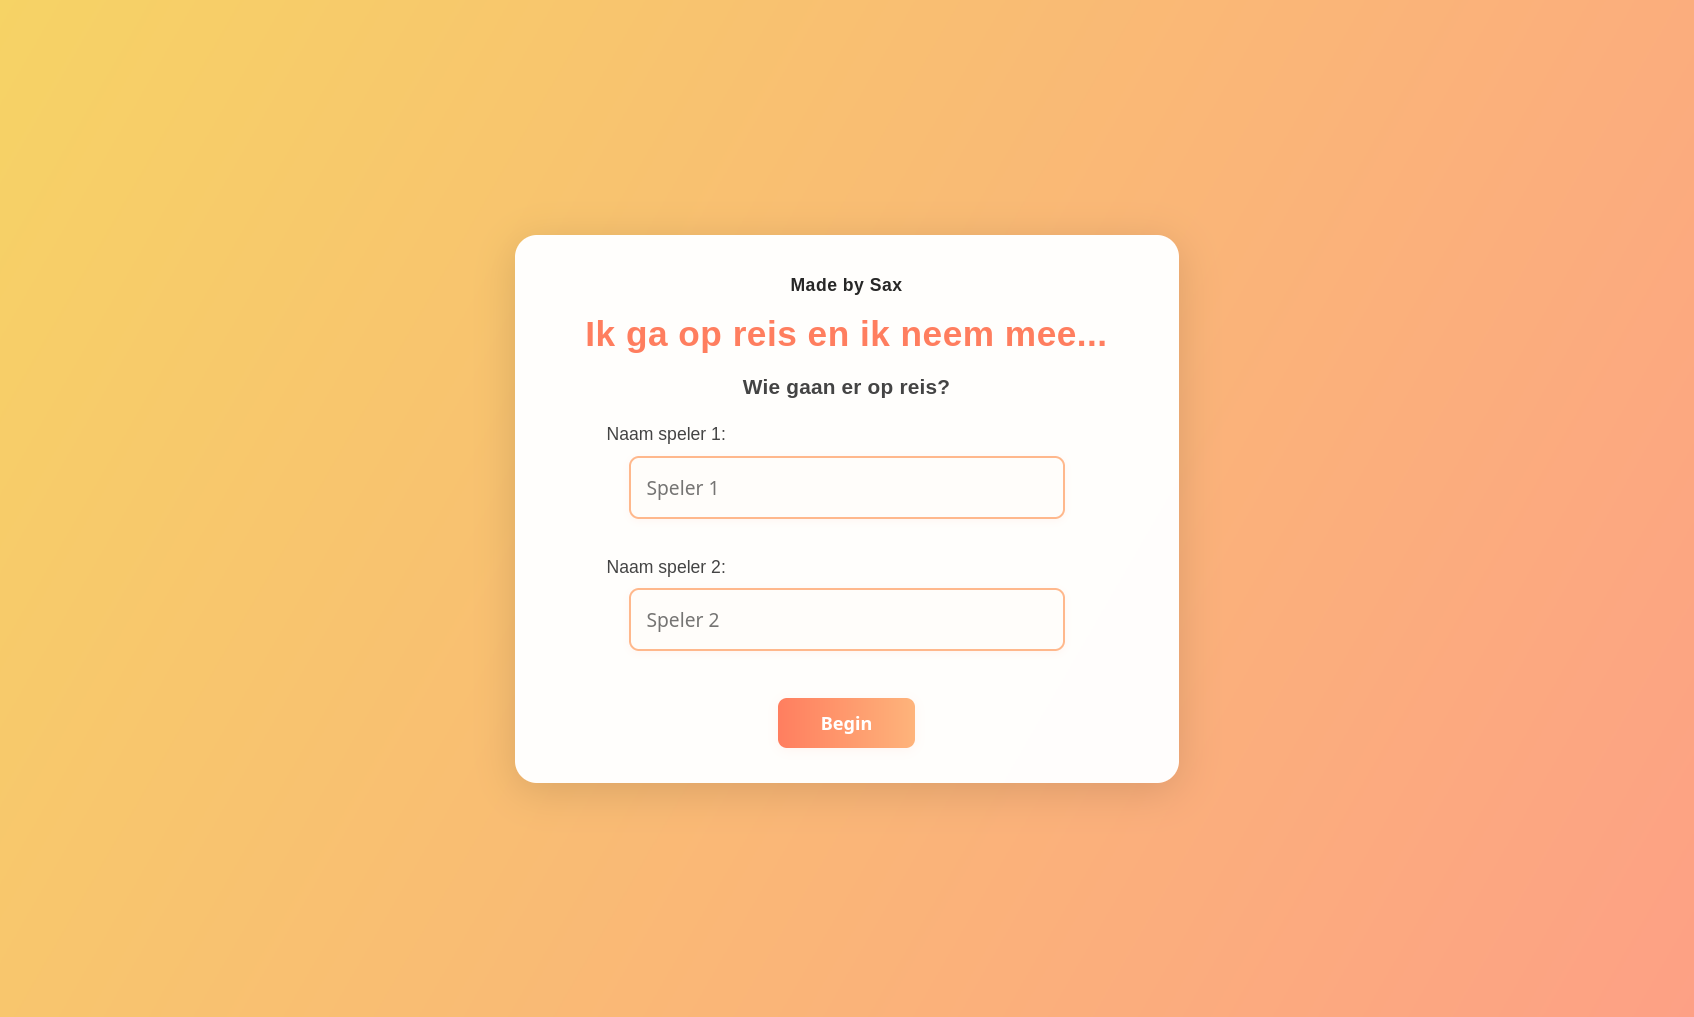 Made by Sax
Ik ga op reis en ik neem mee...
Wie gaan er op reis?
Naam speler 1:
Speler 1
Naam speler 2:
Speler 2
Begin